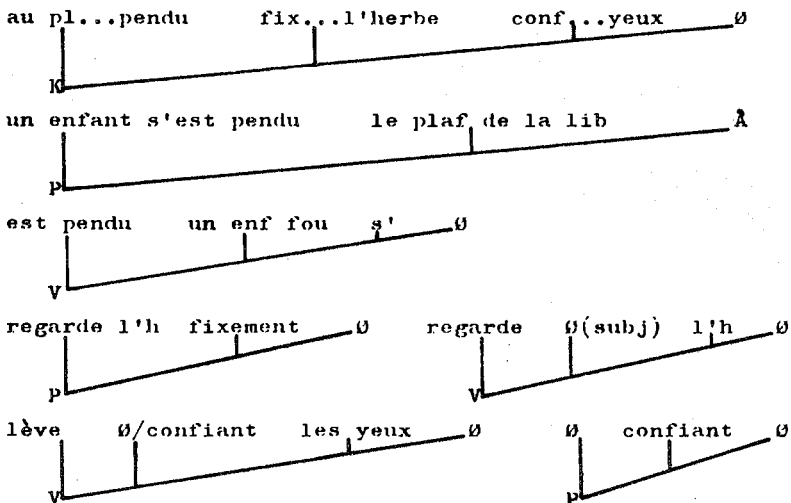 au pl...pendu fix...l'herbe conf...yeux Ø
K
un enfant s'est pendu le plaf de la lib À
P
est pendu un enf fou s' Ø
V
regarde l'h fixement Ø regarde Ø(subj) l'h Ø
P V
lève Ø/confiant les yeux Ø Ø confiant Ø
V P